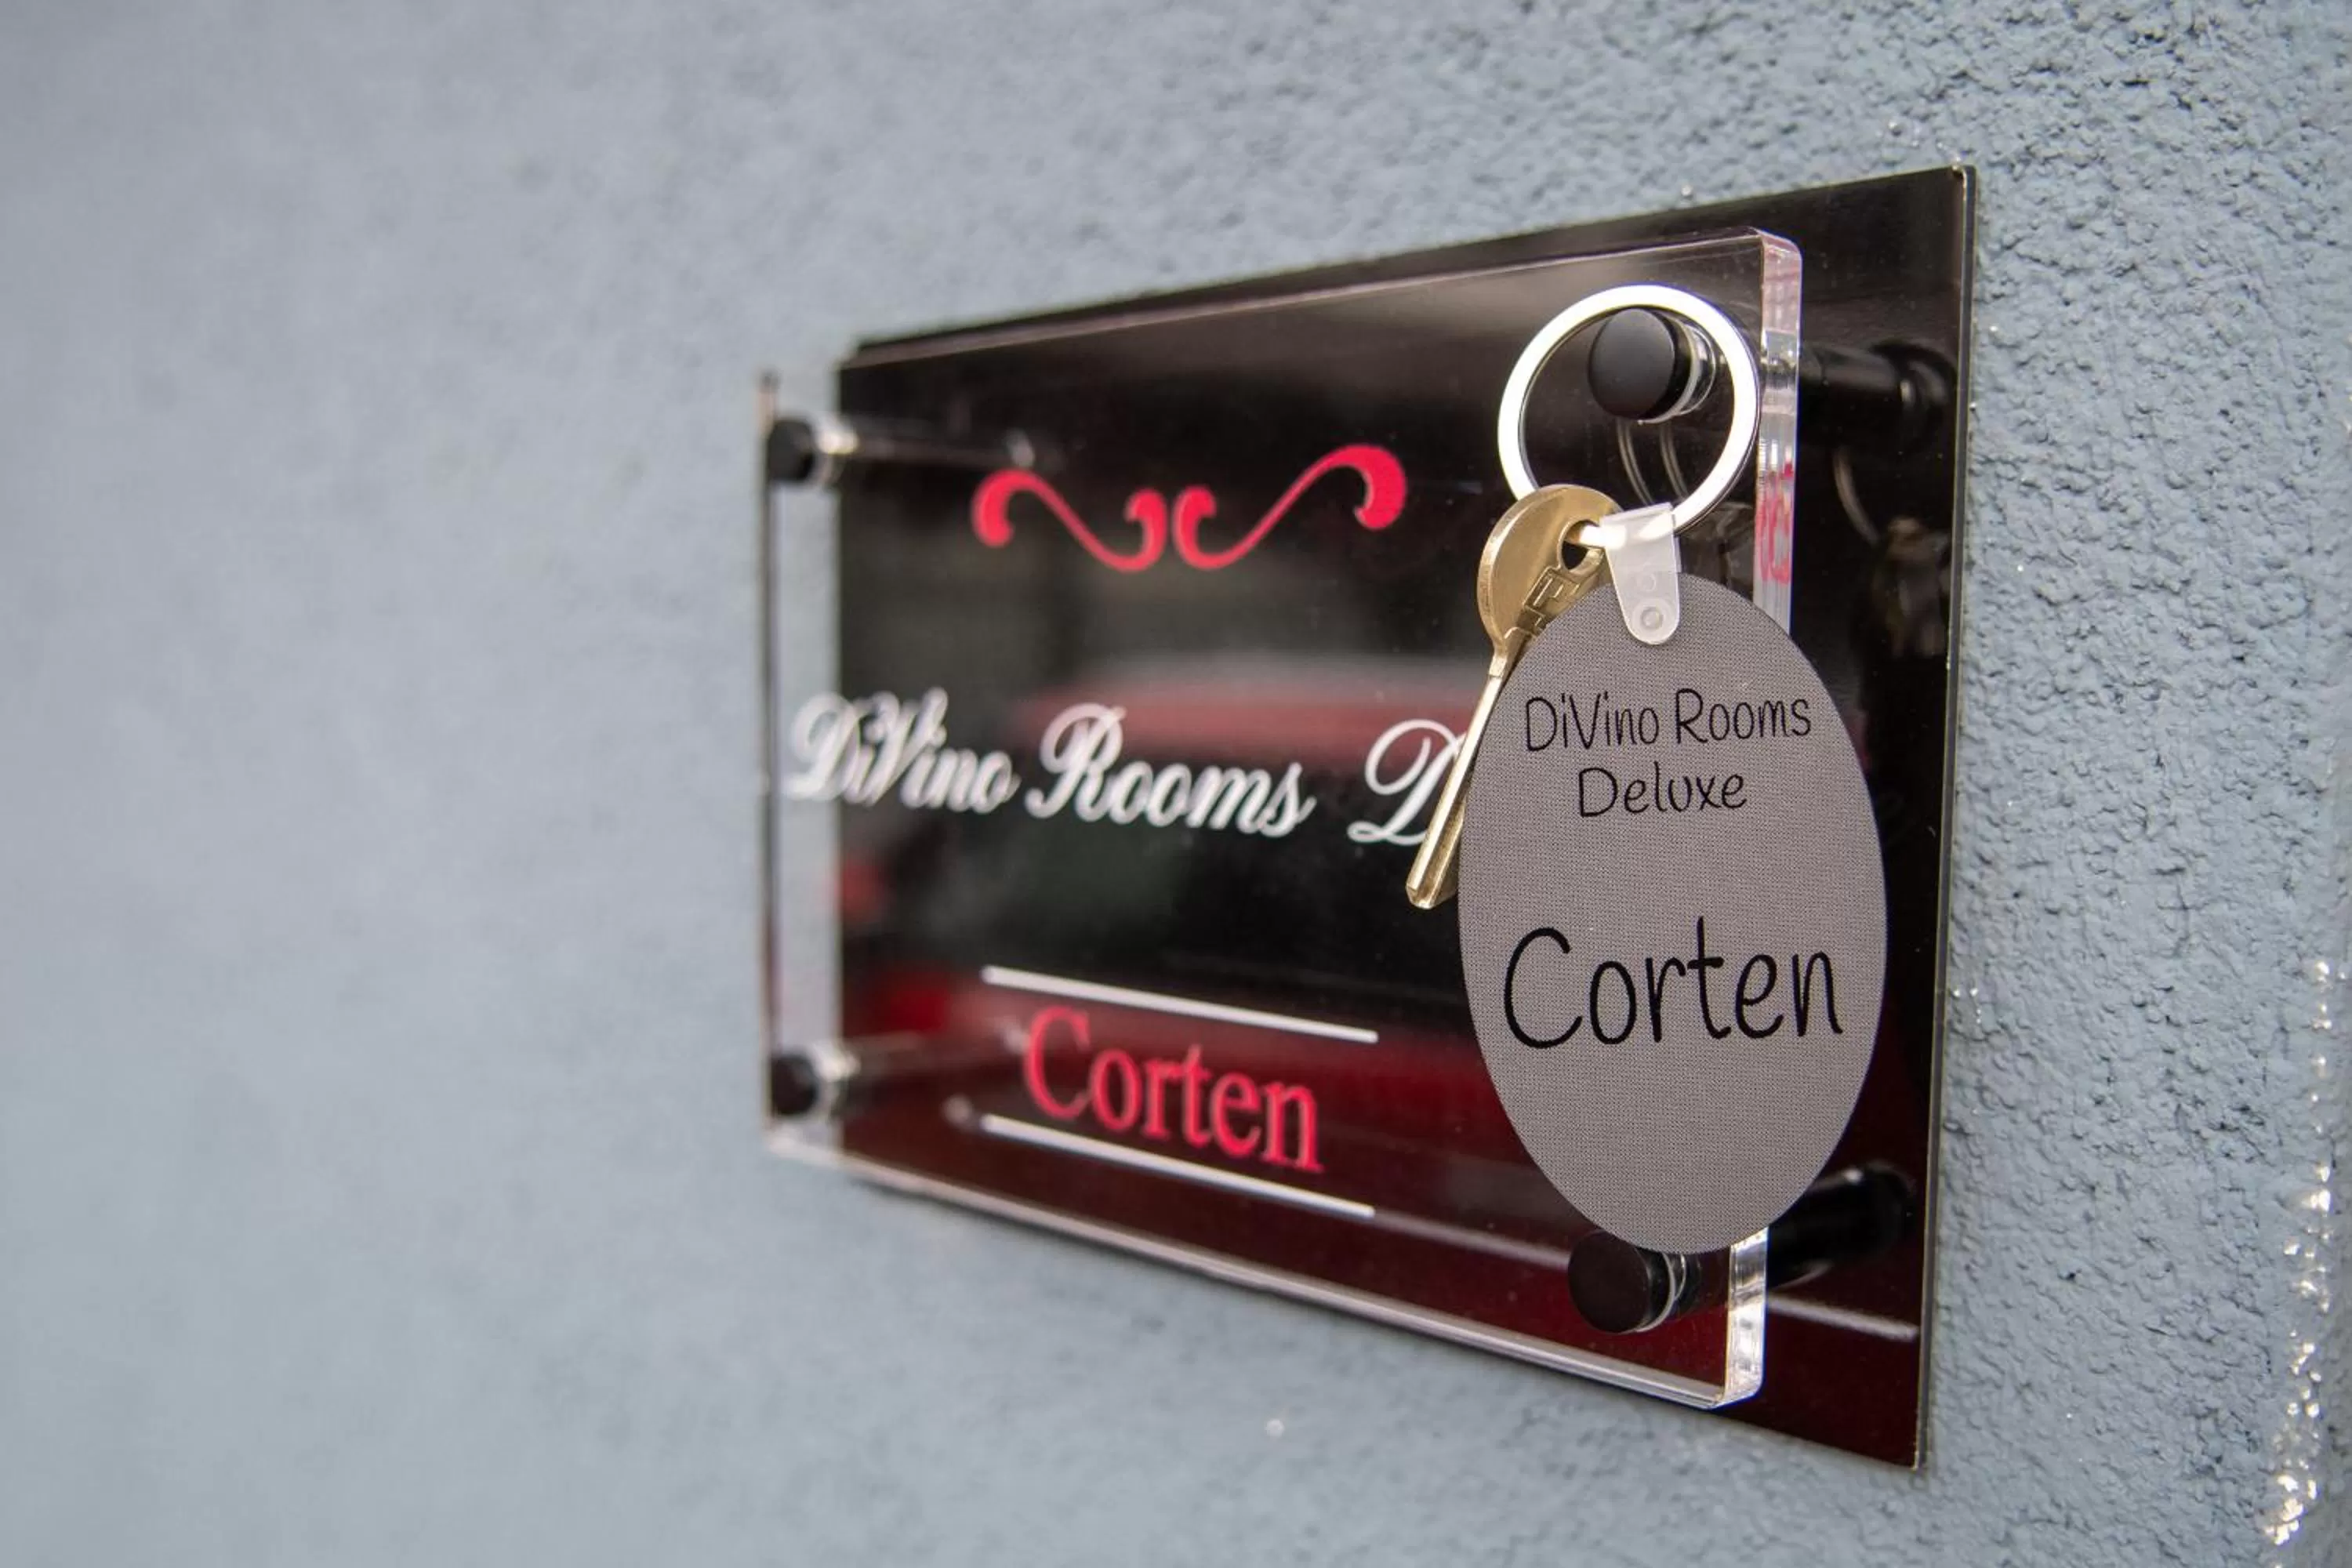 DiVino Rooms D
Corten
DiVino Rooms
Deluxe
Corten